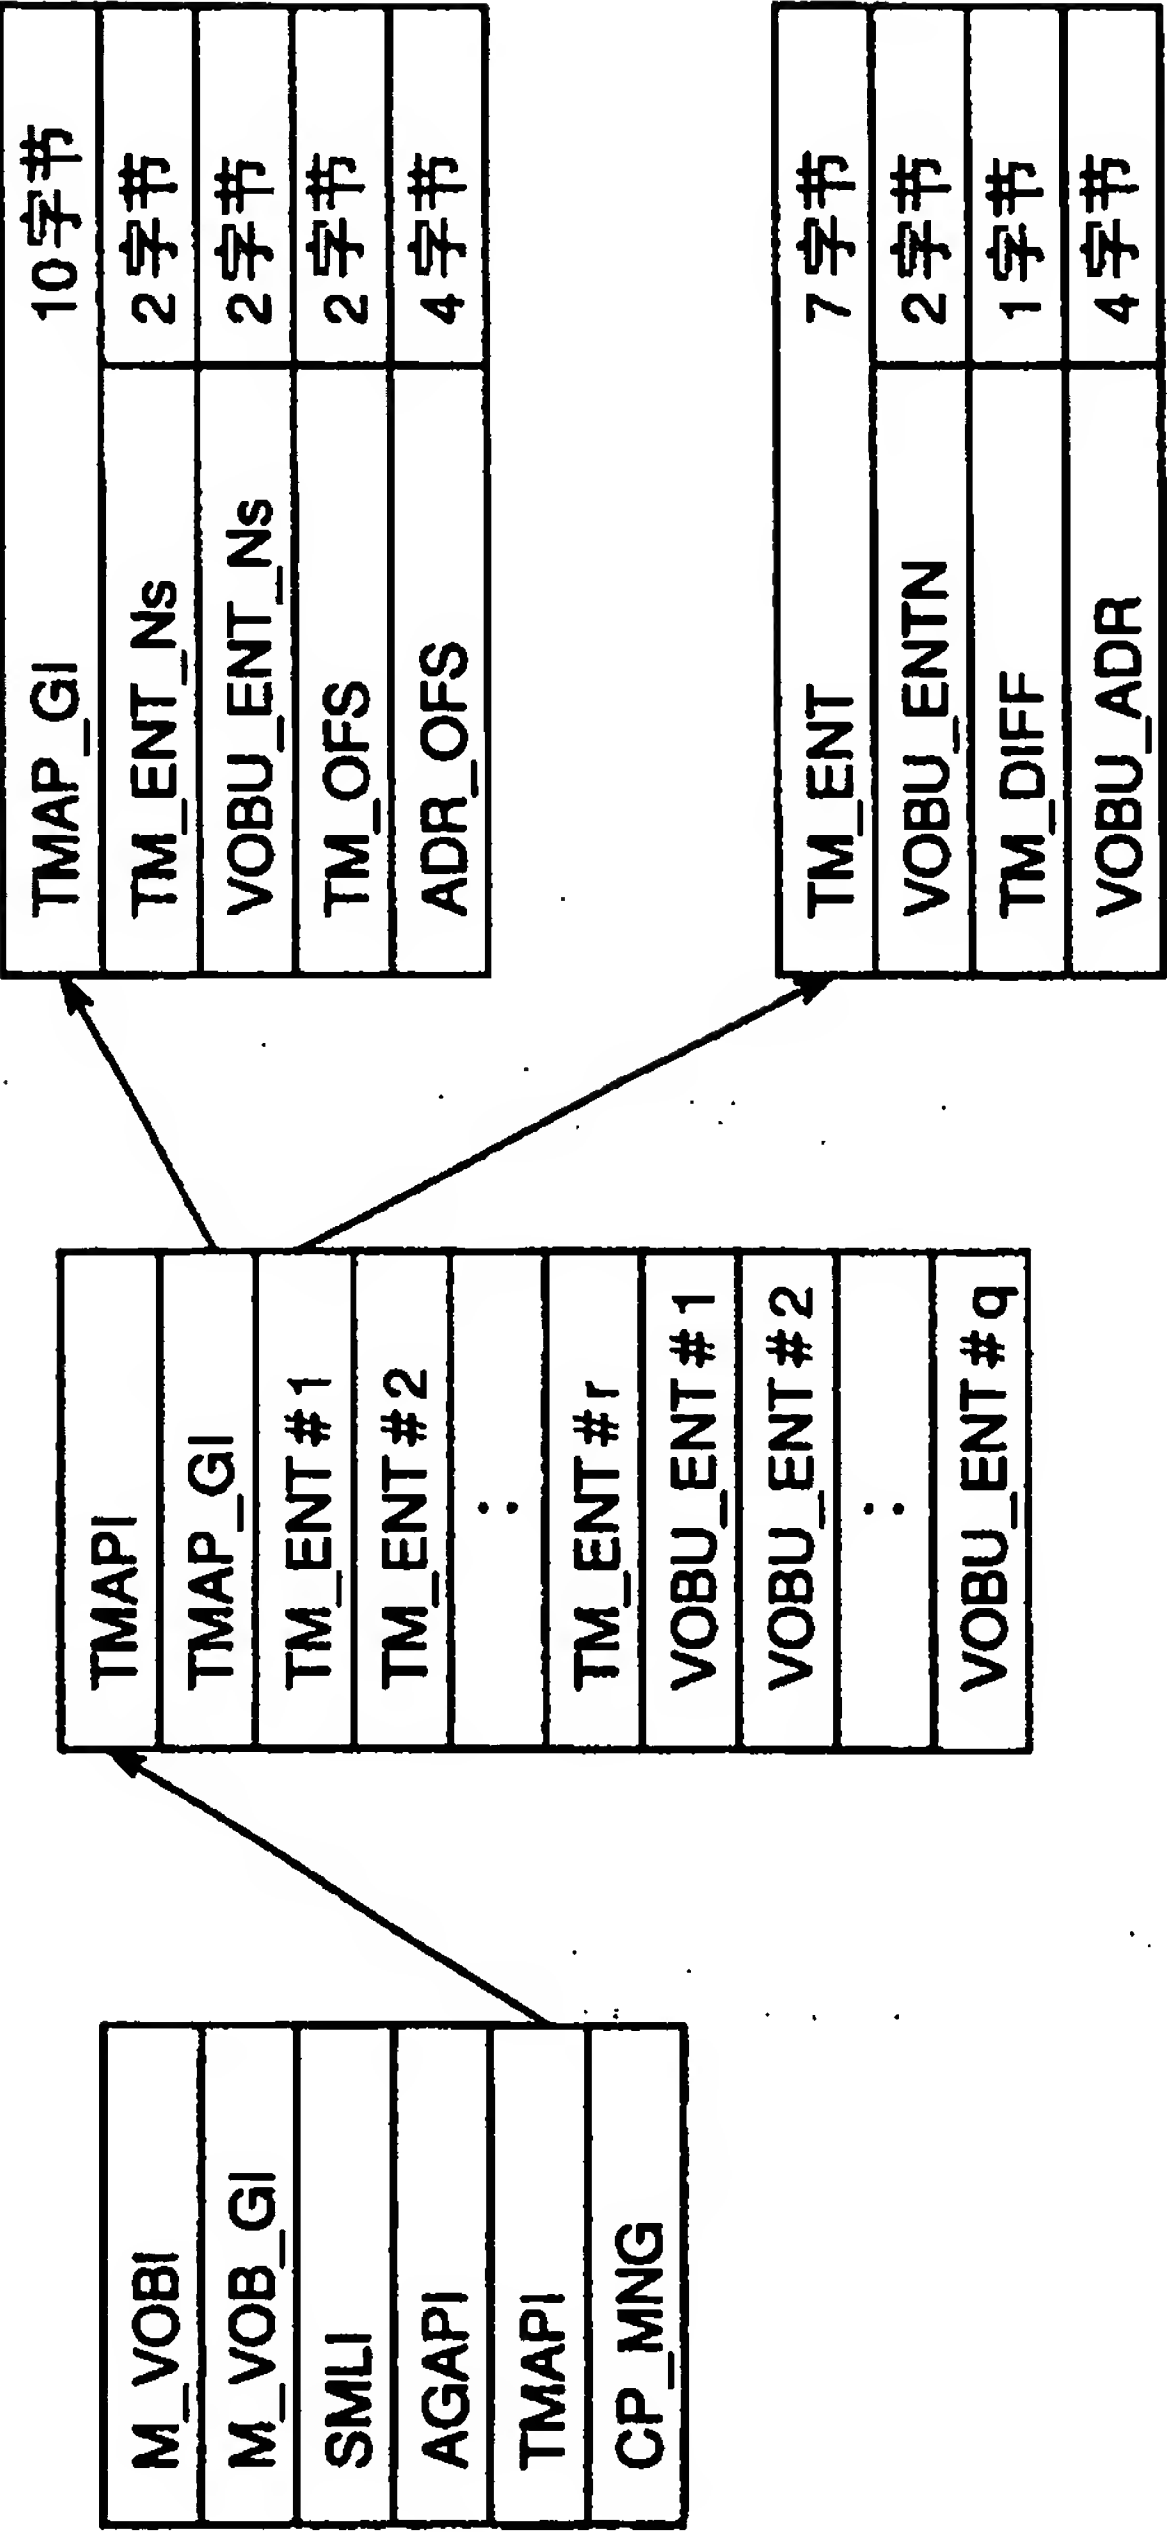 M_VOBI
M_VOB_GI
SMLI
AGAPI
TMAPI
CP_MNG
TMAPI
TMAP_GI
TM_ENT#1
TM_ENT#2
:
TM_ENT#r
VOBU_ENT#1
VOBU_ENT#2
:
VOBU_ENT#q
TMAP_GI 10字节
TM_ENT_Ns 2字节
VOBU_ENT_Ns 2字节
TM_OFS 2字节
ADR_OFS 4字节
TM_ENT 7字节
VOBU_ENTN 2字节
TM_DIFF 1字节
VOBU_ADR 4字节